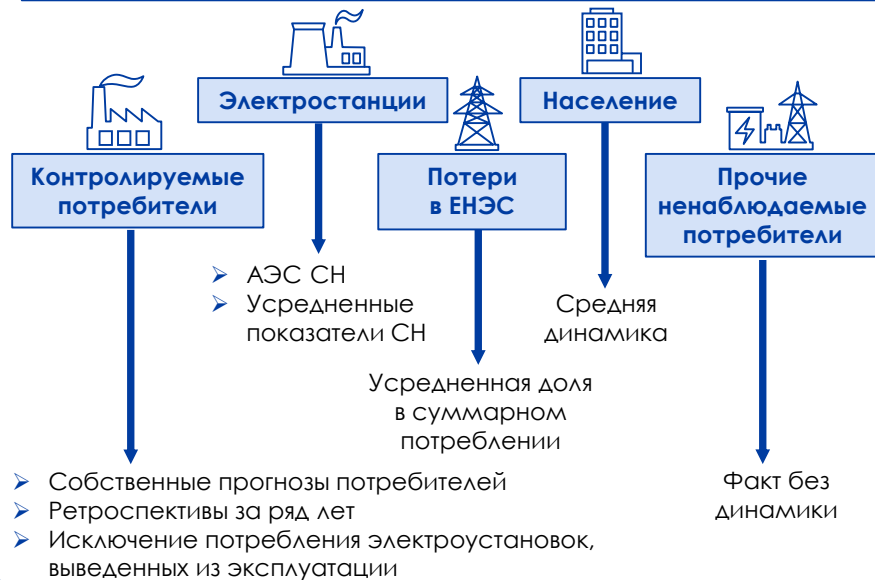 Электростанции
Население
Контролируемые
потребители
Потери
в ЕНЭС
Прочие
ненаблюдаемые
потребители
➢ АЭС СН
➢ Усредненные
показатели СН
Средняя
динамика
Усредненная доля
в суммарном
потреблении
➢ Собственные прогнозы потребителей
➢ Ретроспективы за ряд лет
➢ Исключение потребления электроустановок,
выведенных из эксплуатации
Факт без
динамики